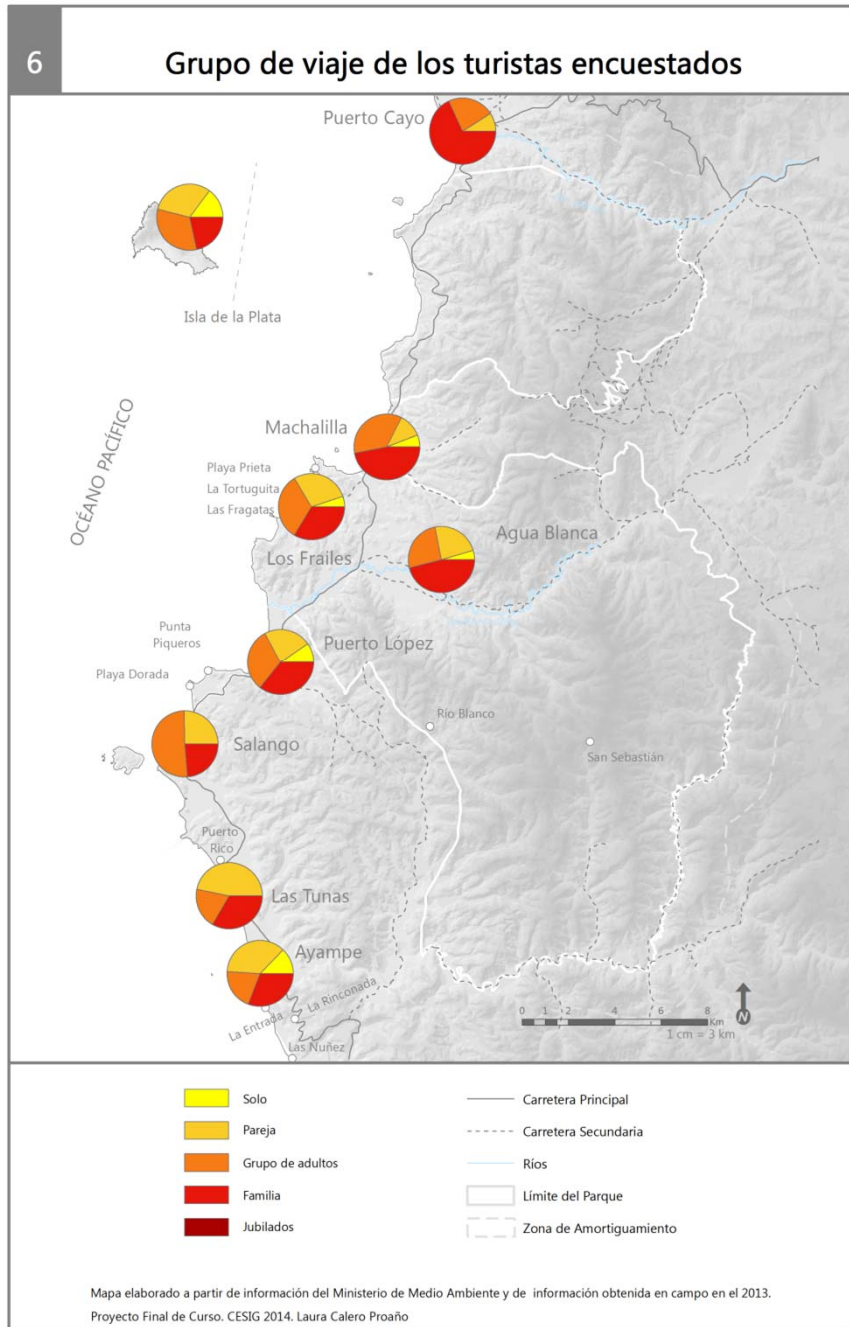 6
Grupo de viaje de los turistas encuestados
Puerto Cayo
Isla de la Plata
OCÉANO PACÍFICO
Machalilla
Playa Prieta
La Tortuguita
Las Fragatas
Agua Blanca
Los Frailes
Punta
Piqueros
Puerto López
Playa Dorada
Río Blanco
Salango
San Sebastián
Puerto
Rico
Las Tunas
Ayampe
La Rinconada
La Entrada
Las Nuñez
0 1 2 4 6 8
Km
1 cm = 3 km
N
Solo
Pareja
Grupo de adultos
Familia
Jubilados
Carretera Principal
Carretera Secundaria
Ríos
Límite del Parque
Zona de Amortiguamiento
Mapa elaborado a partir de información del Ministerio de Medio Ambiente y de información obtenida en campo en el 2013.
Proyecto Final de Curso. CESIG 2014. Laura Calero Proaño